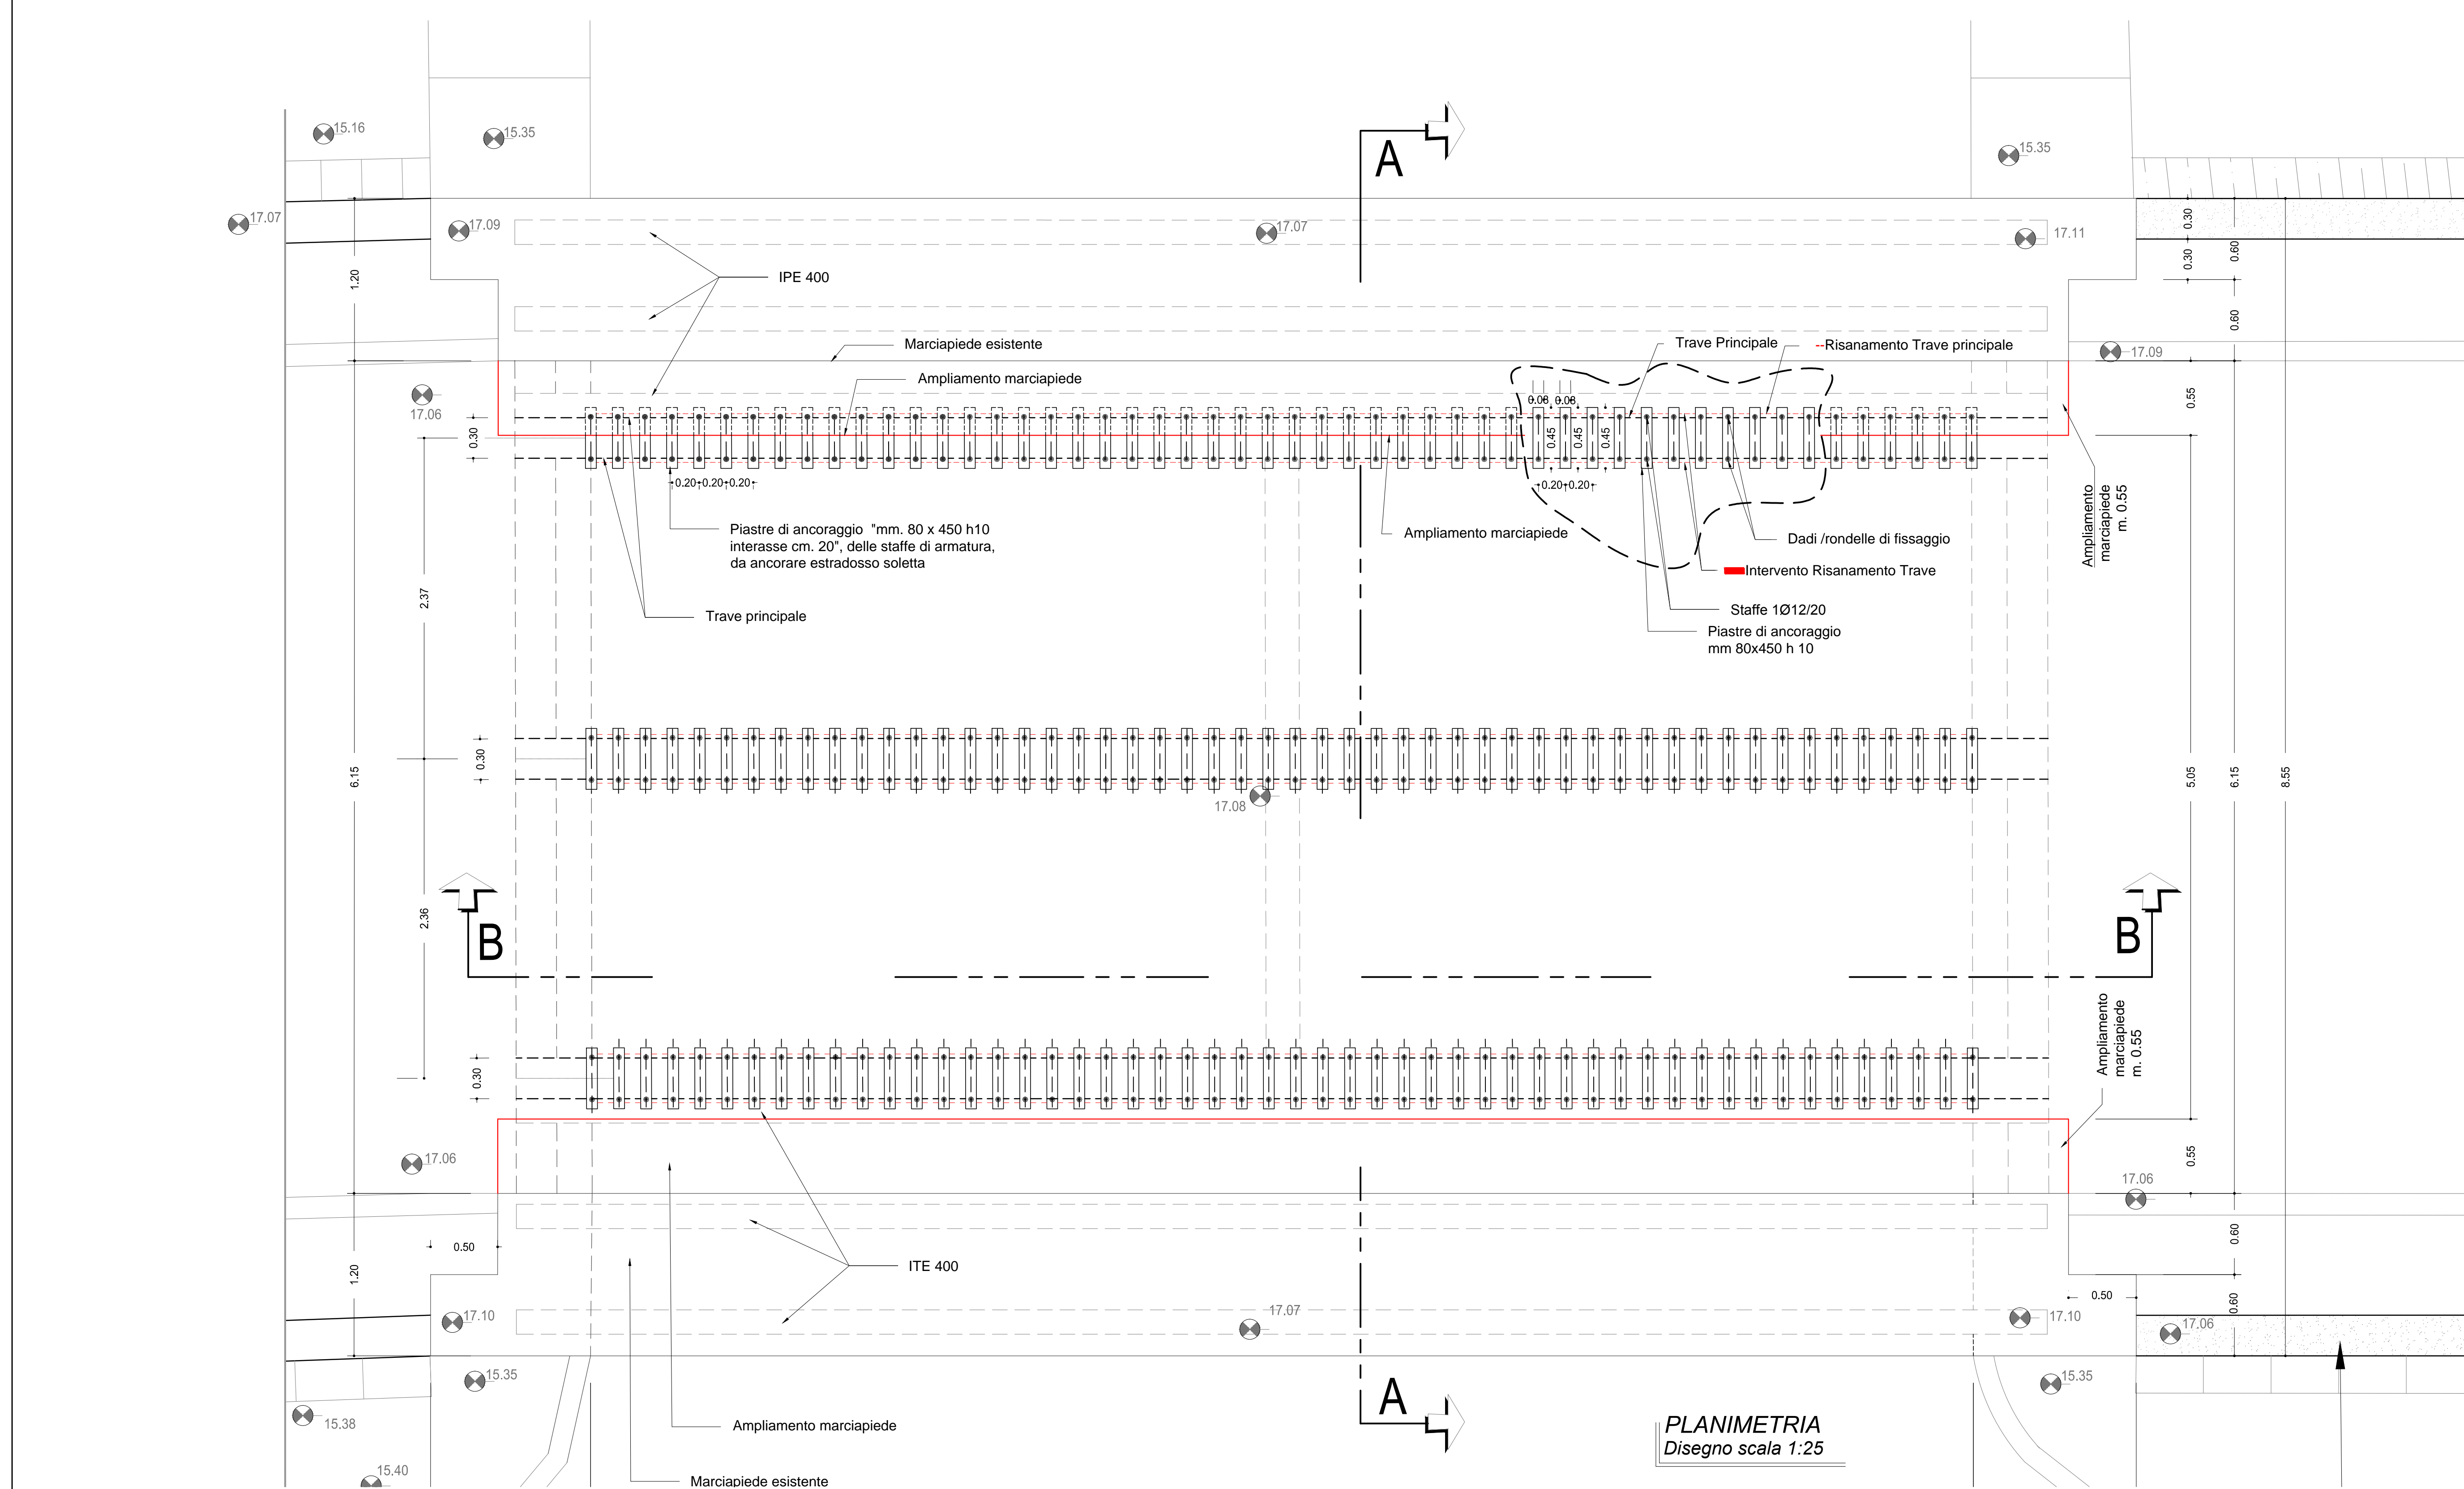 15.16
15.35
A
15.35
17.07
17.09
17.07
17.11
0.30
0.30
0.60
0.60
1.20
IPE 400
Marciapiede esistente
Ampliamento marciapiede
Trave Principale
--Risanamento Trave principale
17.09
17.06
0.30
0.08
0.08
0.45
0.45
0.45
0.55
0.20
0.20
0.20
0.20
0.20
Piastre di ancoraggio "mm. 80 x 450 h10
interasse cm. 20", delle staffe di armatura,
da ancorare estradosso soletta
Ampliamento marciapiede
Dadi /rondelle di fissaggio
Intervento Risanamento Trave
Ampliamento
marciapiede
m. 0.55
2.37
Trave principale
Staffe 1Ø12/20
Piastre di ancoraggio
mm 80x450 h 10
0.30
6.15
17.08
5.05
6.15
8.55
2.36
B
B
Ampliamento
marciapiede
m. 0.55
0.30
17.06
0.55
17.06
0.50
0.60
ITE 400
1.20
0.50
0.60
17.10
17.07
17.10
17.06
15.35
15.35
15.38
A
Ampliamento marciapiede
PLANIMETRIA
Disegno scala 1:25
15.40
Marciapiede esistente